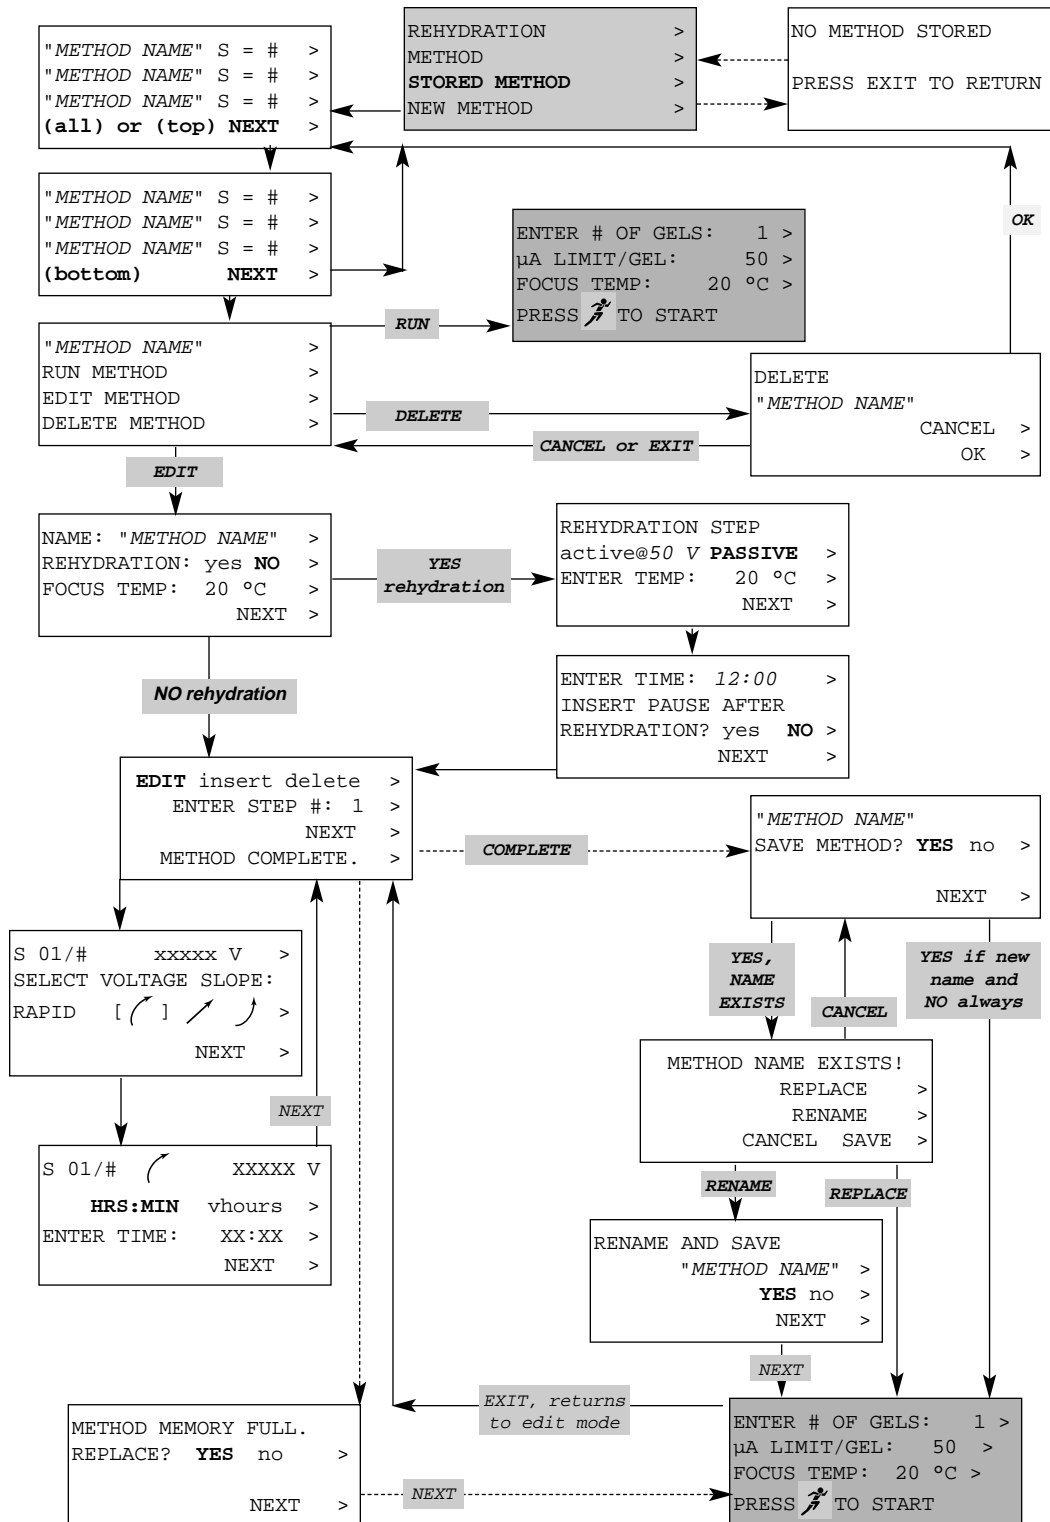 "METHOD NAME" S = # >
"METHOD NAME" S = # >
"METHOD NAME" S = # >
(all) or (top) NEXT >
REHYDRATION >
METHOD >
STORED METHOD >
NEW METHOD >
NO METHOD STORED
PRESS EXIT TO RETURN
"METHOD NAME" S = # >
"METHOD NAME" S = # >
"METHOD NAME" S = # >
(bottom) NEXT >
OK
ENTER # OF GELS: 1 >
µA LIMIT/GEL: 50 >
FOCUS TEMP: 20 °C >
PRESS TO START
RUN
"METHOD NAME" >
RUN METHOD >
EDIT METHOD >
DELETE METHOD >
DELETE
CANCEL or EXIT
DELETE
"METHOD NAME"
CANCEL >
OK >
EDIT
NAME: "METHOD NAME" >
REHYDRATION: yes NO >
FOCUS TEMP: 20 °C >
NEXT >
YES
rehydration
REHYDRATION STEP
active@50 V PASSIVE >
ENTER TEMP: 20 °C >
NEXT >
NO rehydration
ENTER TIME: 12:00 >
INSERT PAUSE AFTER
REHYDRATION? yes NO >
NEXT >
EDIT insert delete >
ENTER STEP #: 1 >
NEXT >
METHOD COMPLETE. >
COMPLETE
"METHOD NAME"
SAVE METHOD? YES no >
NEXT >
S 01/# xxxxx V >
SELECT VOLTAGE SLOPE:
RAPID [ ] >
NEXT >
YES,
NAME
EXISTS
CANCEL
YES if new
name and
NO always
METHOD NAME EXISTS!
REPLACE >
RENAME >
CANCEL SAVE >
NEXT
S 01/# XXXXX V
HRS:MIN vhours >
ENTER TIME: XX:XX >
NEXT >
RENAME
REPLACE
RENAME AND SAVE
"METHOD NAME" >
YES no >
NEXT >
NEXT
EXIT, returns
to edit mode
METHOD MEMORY FULL.
REPLACE? YES no >
NEXT >
NEXT
ENTER # OF GELS: 1 >
µA LIMIT/GEL: 50 >
FOCUS TEMP: 20 °C >
PRESS TO START